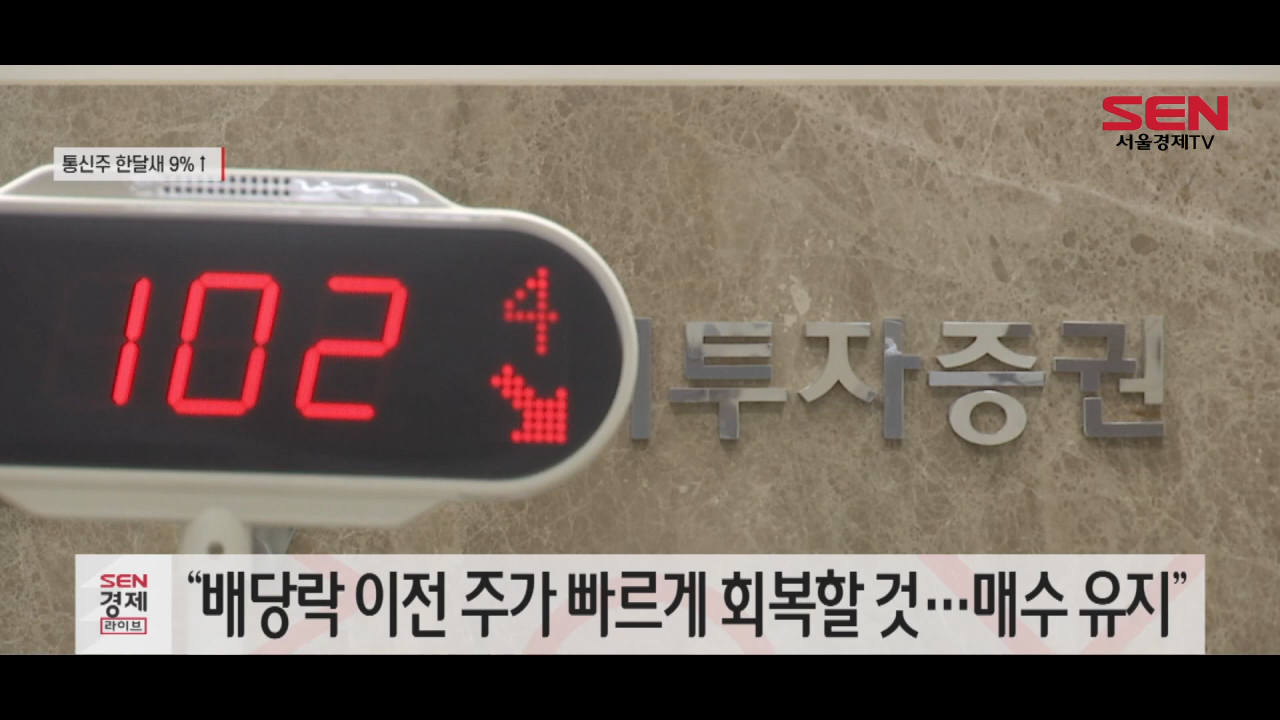 SEN
서울경제TV
통신주 한달새 9%↑
102
4
투자증권
SEN
경제
라이브
“배당락 이전 주가 빠르게 회복할 것…매수 유지”